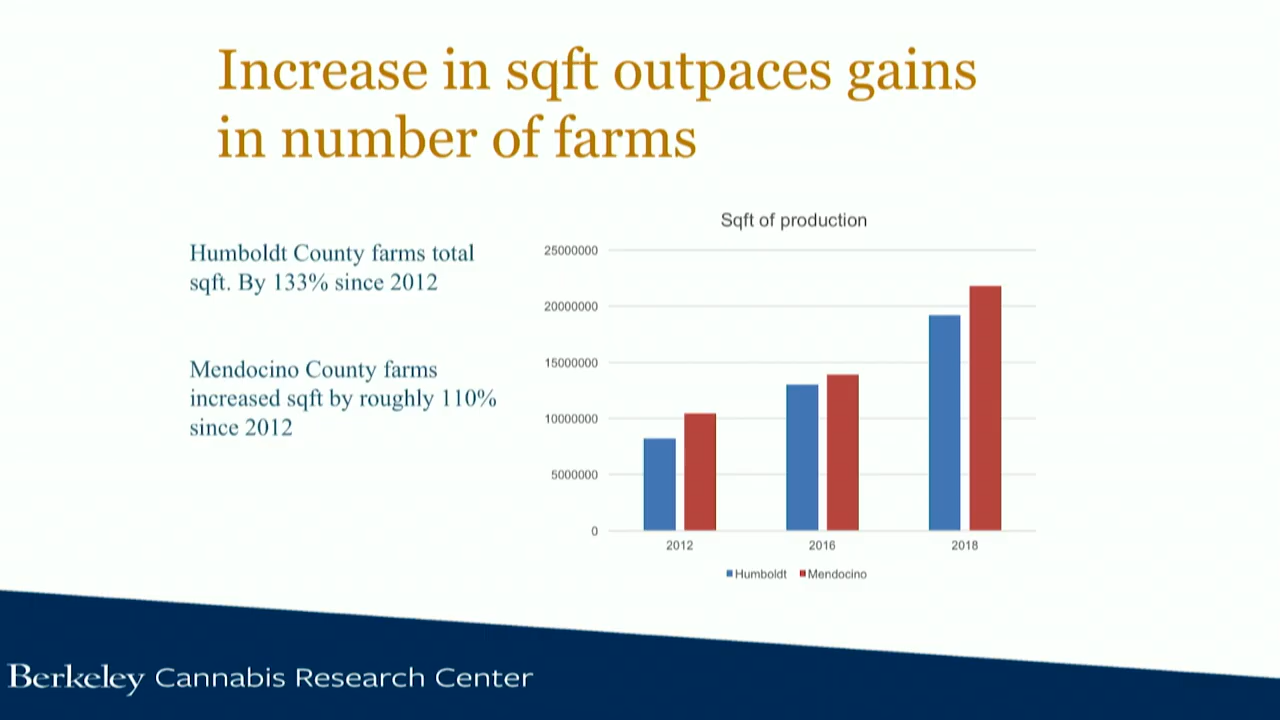 Increase in sqft outpaces gains
in number of farms
Humboldt County farms total
sqft. By 133% since 2012
Mendocino County farms
increased sqft by roughly 110%
since 2012
Sqft of production
25000000
20000000
15000000
10000000
5000000
0
2012 2016 2018
Humboldt Mendocino
Berkeley Cannabis Research Center